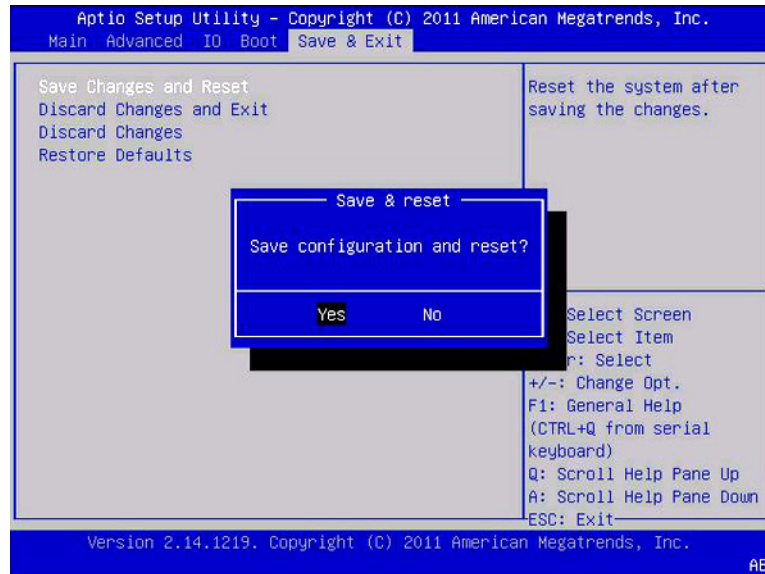 Aptio Setup Utility – Copyright (C) 2011 American Megatrends, Inc.
Main Advanced IO Boot Save & Exit
Save Changes and Reset
Discard Changes and Exit
Discard Changes
Restore Defaults
Reset the system after
saving the changes.
Save & reset
Save configuration and reset?
Yes No
Select Screen
Select Item
r: Select
+/-: Change Opt.
F1: General Help
(CTRL+Q from serial
keyboard)
Q: Scroll Help Pane Up
A: Scroll Help Pane Down
ESC: Exit
Version 2.14.1219. Copyright (C) 2011 American Megatrends, Inc.
AB